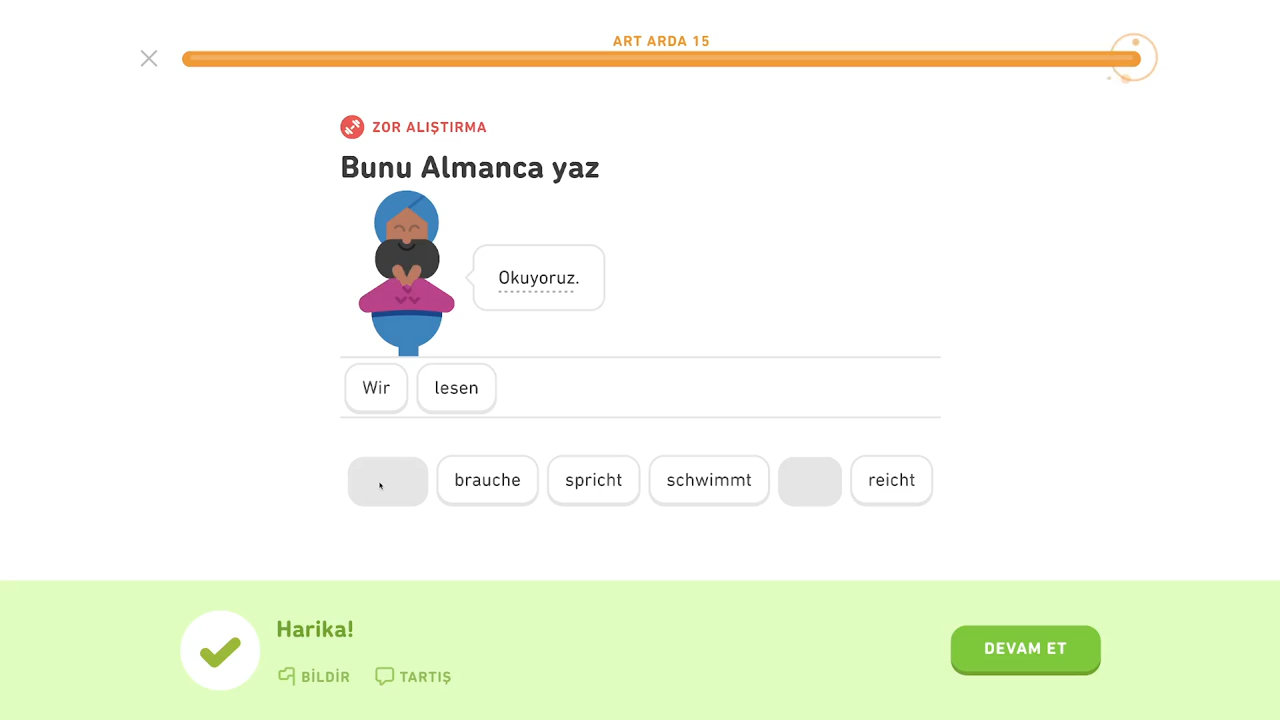 ART ARDA 15
ZOR ALIŞTIRMA
Bunu Almanca yaz
Okuyoruz.
Wir lesen
brauche spricht schwimmt reicht
Harika!
BİLDİR TARTIŞ
DEVAM ET